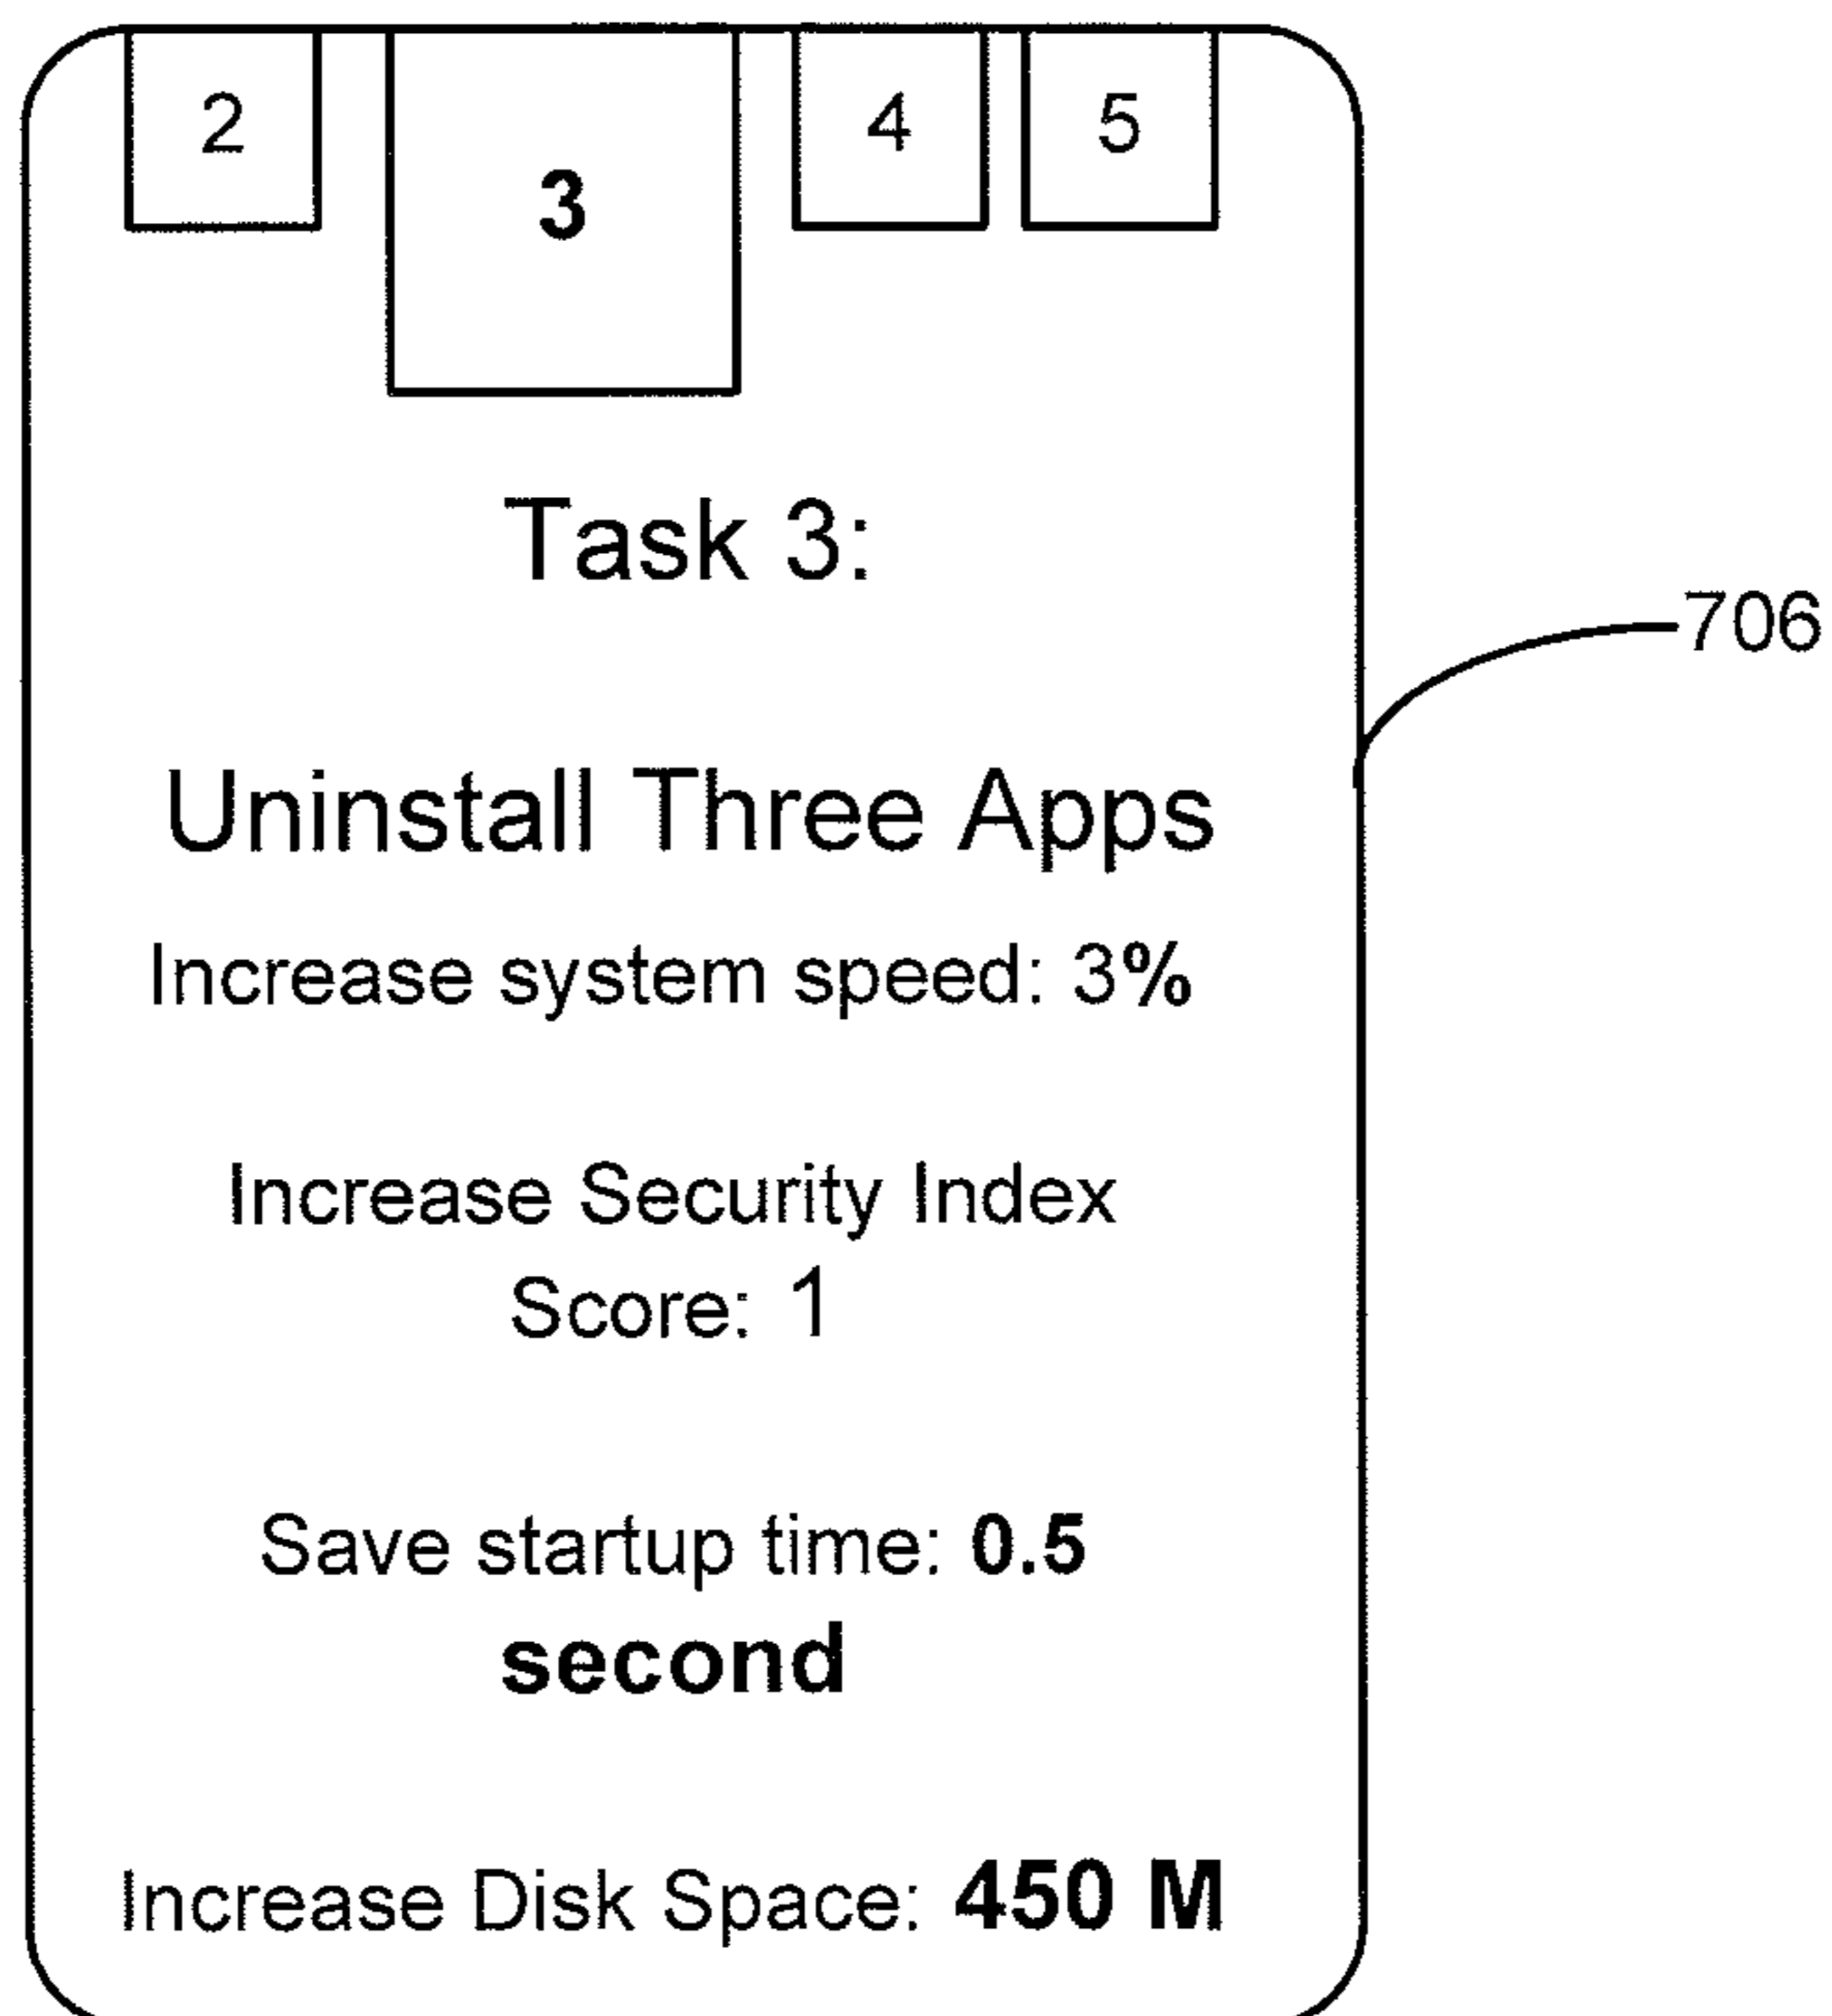 2 3 4 5
Task 3:
706
Uninstall Three Apps
Increase system speed: 3%
Increase Security Index
Score: 1
Save startup time: 0.5
second
Increase Disk Space: 450 M